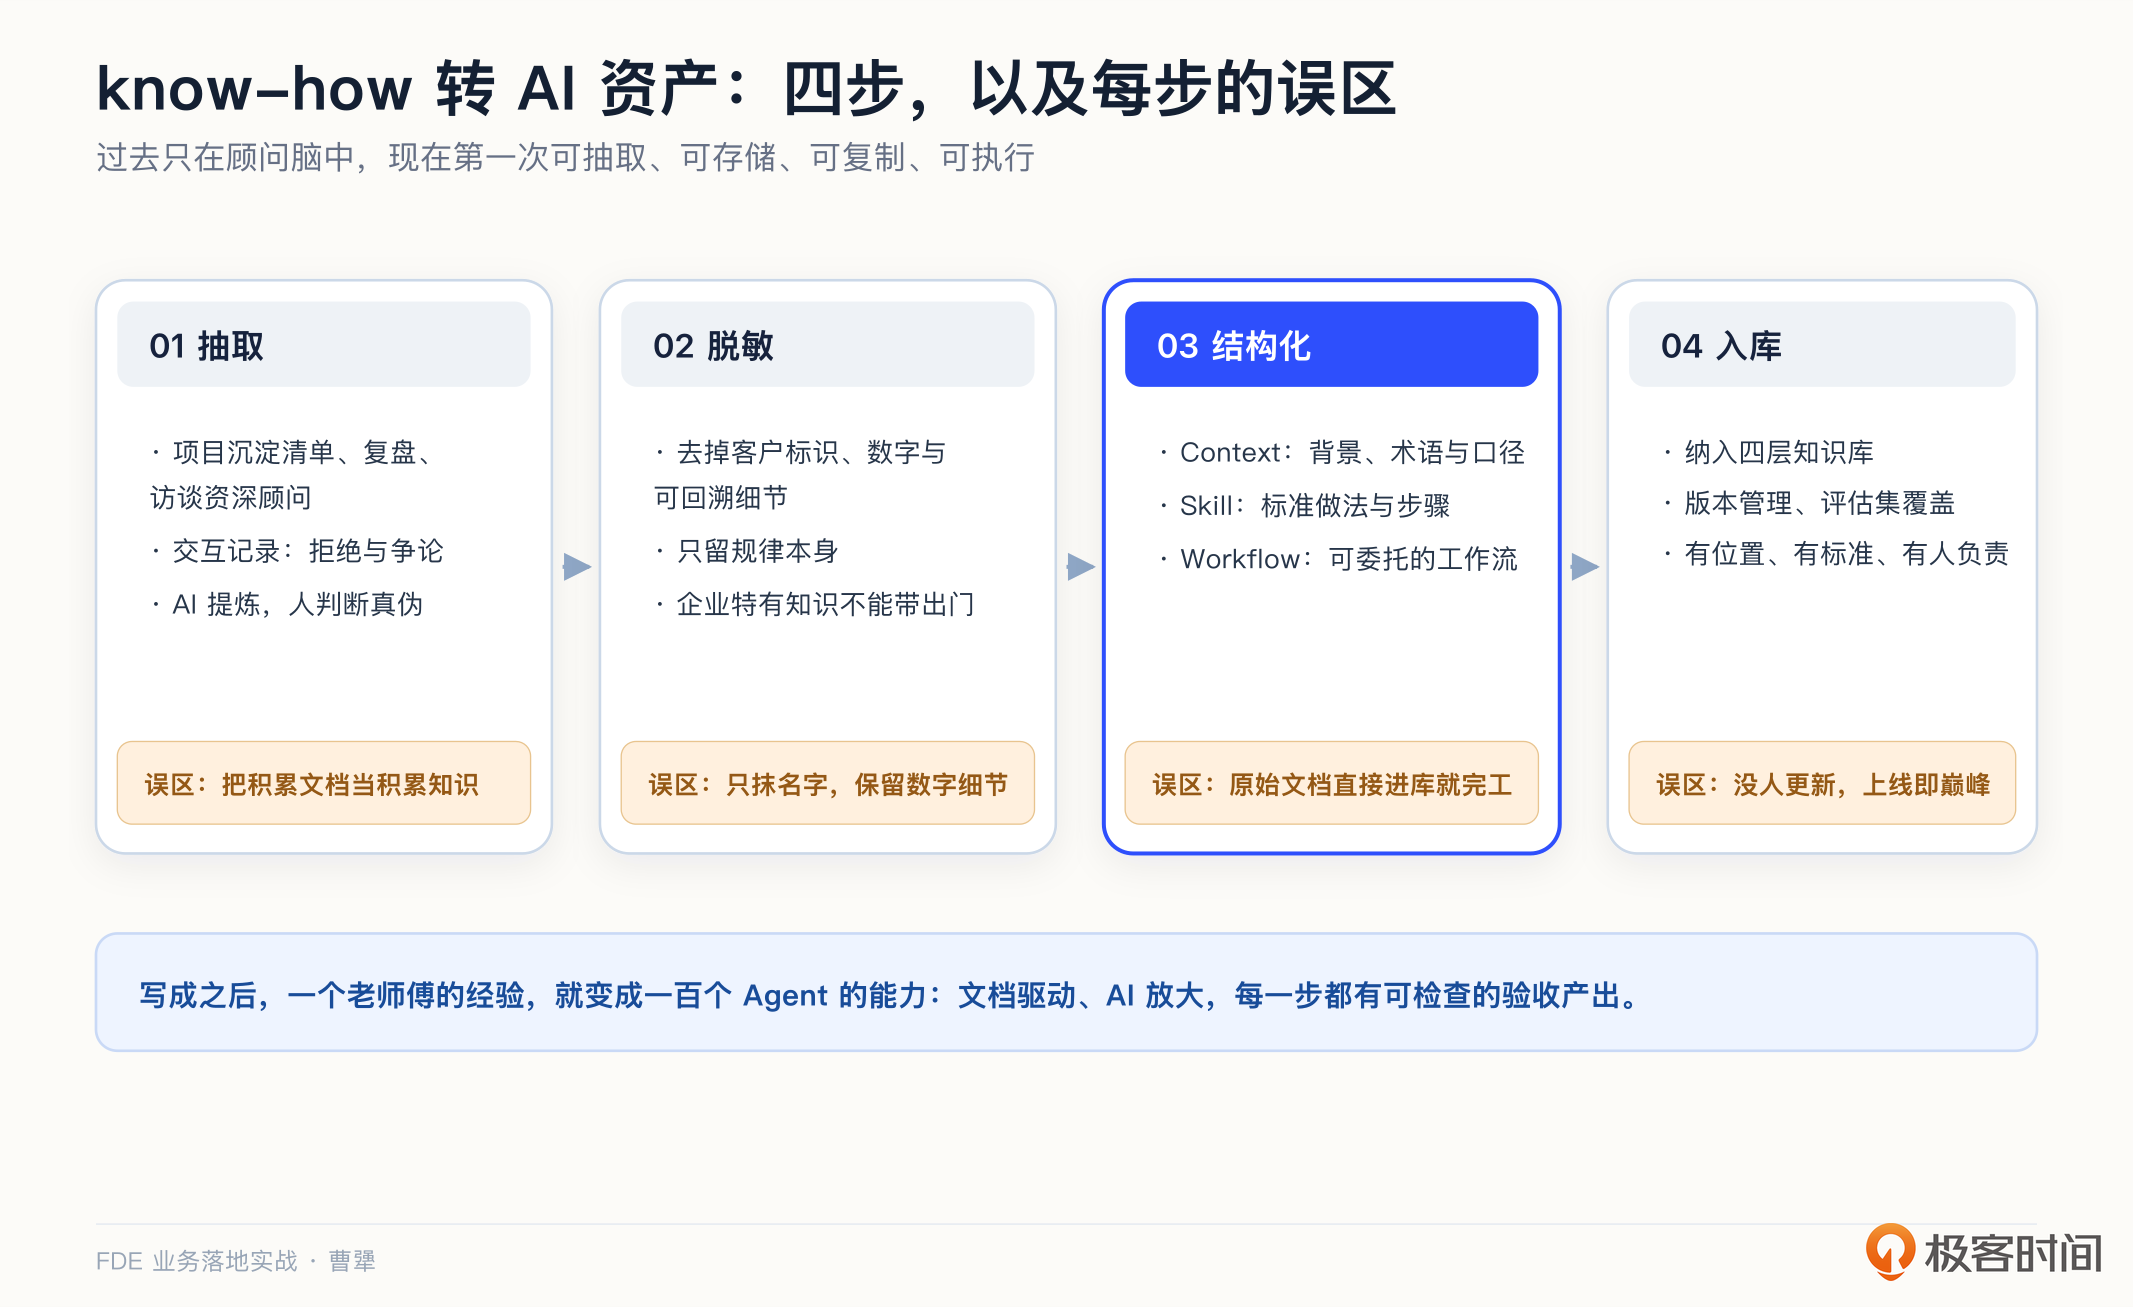 know-how 转 AI 资产：四步，以及每步的误区
过去只在顾问脑中，现在第一次可抽取、可存储、可复制、可执行
01 抽取
· 项目沉淀清单、复盘、
访谈资深顾问
· 交互记录：拒绝与争论
· AI 提炼，人判断真伪
误区：把积累文档当积累知识
02 脱敏
· 去掉客户标识、数字与
可回溯细节
· 只留规律本身
· 企业特有知识不能带出门
误区：只抹名字，保留数字细节
03 结构化
· Context：背景、术语与口径
· Skill：标准做法与步骤
· Workflow：可委托的工作流
误区：原始文档直接进库就完工
04 入库
· 纳入四层知识库
· 版本管理、评估集覆盖
· 有位置、有标准、有人负责
误区：没人更新，上线即巅峰
写成之后，一个老师傅的经验，就变成一百个 Agent 的能力：文档驱动、AI 放大，每一步都有可检查的验收产出。
FDE 业务落地实战 · 曹犟
极客时间